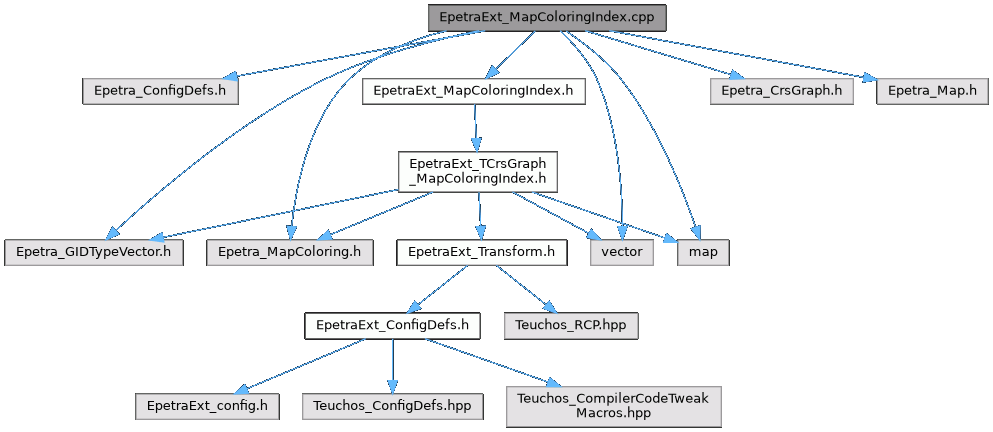 EpetraExt_MapColoringIndex.cpp
Epetra_ConfigDefs.h
EpetraExt_MapColoringIndex.h
Epetra_CrsGraph.h
Epetra_Map.h
EpetraExt_TCrsGraph
_MapColoringIndex.h
Epetra_GIDTypeVector.h
Epetra_MapColoring.h
EpetraExt_Transform.h
vector
map
EpetraExt_ConfigDefs.h
Teuchos_RCP.hpp
EpetraExt_config.h
Teuchos_ConfigDefs.hpp
Teuchos_CompilerCodeTweak
Macros.hpp